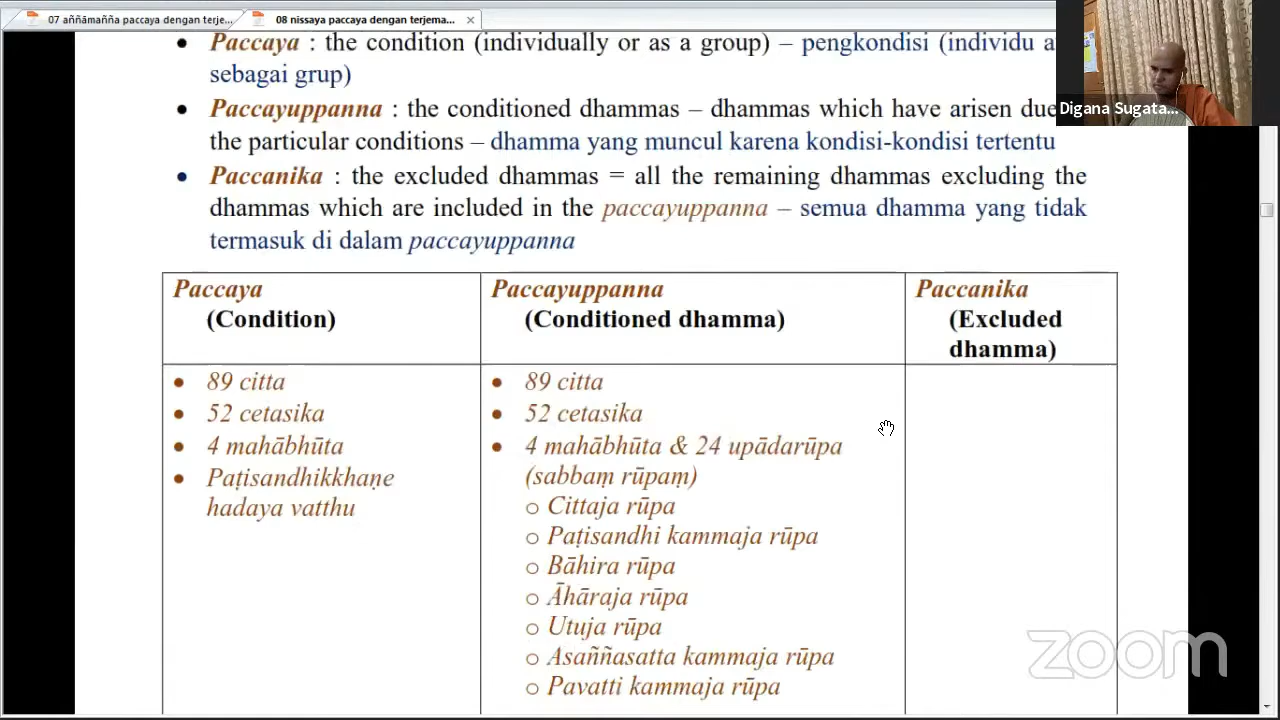 07 aññãmañña paccaya dengan terje...
08 nissaya paccaya dengan terjema...
Digana Sugata...
• Paccaya : the condition (individually or as a group) – pengkondisi (individu a
sebagai grup)
• Paccayuppanna : the conditioned dhammas – dhammas which have arisen due
the particular conditions – dhamma yang muncul karena kondisi-kondisi tertentu
• Paccanika : the excluded dhammas = all the remaining dhammas excluding the
dhammas which are included in the paccayuppanna – semua dhamma yang tidak
termasuk di dalam paccayuppanna
Paccaya
(Condition)
• 89 citta
• 52 cetasika
• 4 mahābhūta
• Paṭisandhikkhaṇe
hadaya vatthu
Paccayuppanna
(Conditioned dhamma)
• 89 citta
• 52 cetasika
• 4 mahābhūta & 24 upādarūpa
(sabbaṃ rūpaṃ)
o Cittaja rūpa
o Paṭisandhi kammaja rūpa
o Bāhira rūpa
o Āhāraja rūpa
o Utuja rūpa
o Asaññasatta kammaja rūpa
o Pavatti kammaja rūpa
Paccanika
(Excluded
dhamma)
zoom